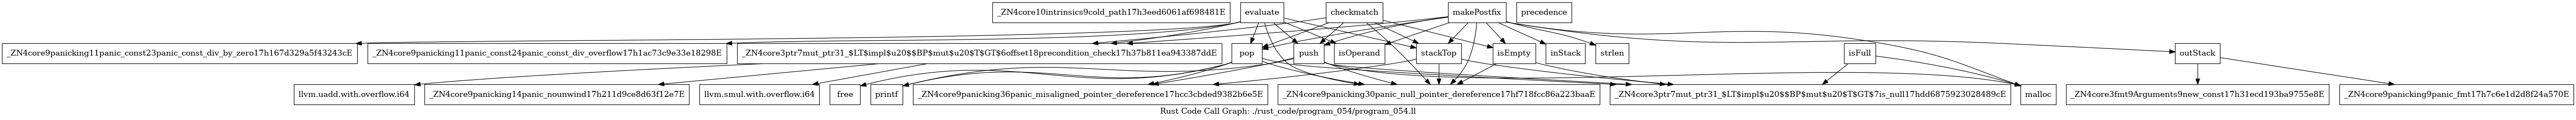 _ZN4core10intrinsics9cold_path17h3eed6061af698481E
evaluate
checkmatch
makePostfix
precedence
_ZN4core9panicking11panic_const23panic_const_div_by_zero17h167d329a5f43243cE
_ZN4core9panicking11panic_const24panic_const_div_overflow17h1ac73c9e33e18298E
_ZN4core3ptr7mut_ptr31_$LT$impl$u20$$BP$mut$u20$T$GT$6offset18precondition_check17h37b811ea943387ddE
pop
push
isOperand
stackTop
isEmpty
inStack
strlen
isFull
outStack
llvm.uadd.with.overflow.i64
_ZN4core9panicking14panic_nounwind17h211d9ce8d63f12e7E
llvm.smul.with.overflow.i64
free
printf
_ZN4core9panicking36panic_misaligned_pointer_dereference17hcc3cbded9382b6e5E
_ZN4core9panicking30panic_null_pointer_dereference17hf718fcc86a223baaE
_ZN4core3ptr7mut_ptr31_$LT$impl$u20$$BP$mut$u20$T$GT$7is_null17hdd6875923028489cE
malloc
_ZN4core3fmt9Arguments9new_const17h31ecd193ba9755e8E
_ZN4core9panicking9panic_fmt17h7c6e1d2d8f24a570E
Rust Code Call Graph: ./rust_code/program_054/program_054.ll